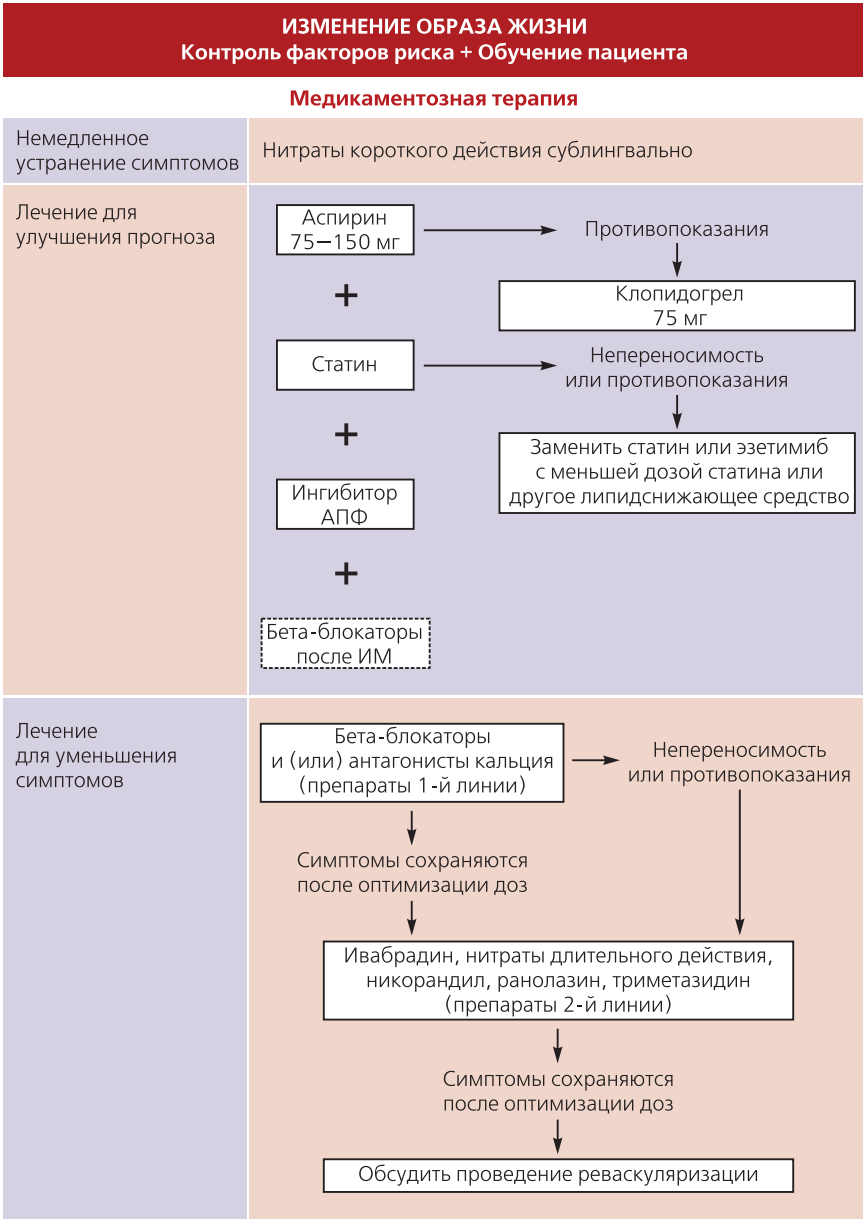 ИЗМЕНЕНИЕ ОБРАЗА ЖИЗНИ
Контроль факторов риска + Обучение пациента
Медикаментозная терапия
Немедленное
устранение симптомов
Нитраты короткого действия сублингвально
Лечение для
улучшения прогноза
Аспирин
75—150 мг
Противопоказания
+
Клопидогрел
75 мг
Статин
Непереносимость
или противопоказания
+
Заменить статин или эзетимиб
с меньшей дозой статина или
другое липидснижающее средство
Ингибитор
АПФ
+
Бета-блокаторы
после ИМ
Лечение
для уменьшения
симптомов
Бета-блокаторы
и (или) антагонисты кальция
(препараты 1-й линии)
Непереносимость
или противопоказания
Симптомы сохраняются
после оптимизации доз
Ивабрадин, нитраты длительного действия,
никорандил, ранолазин, триметазидин
(препараты 2-й линии)
Симптомы сохраняются
после оптимизации доз
Обсудить проведение реваскуляризации